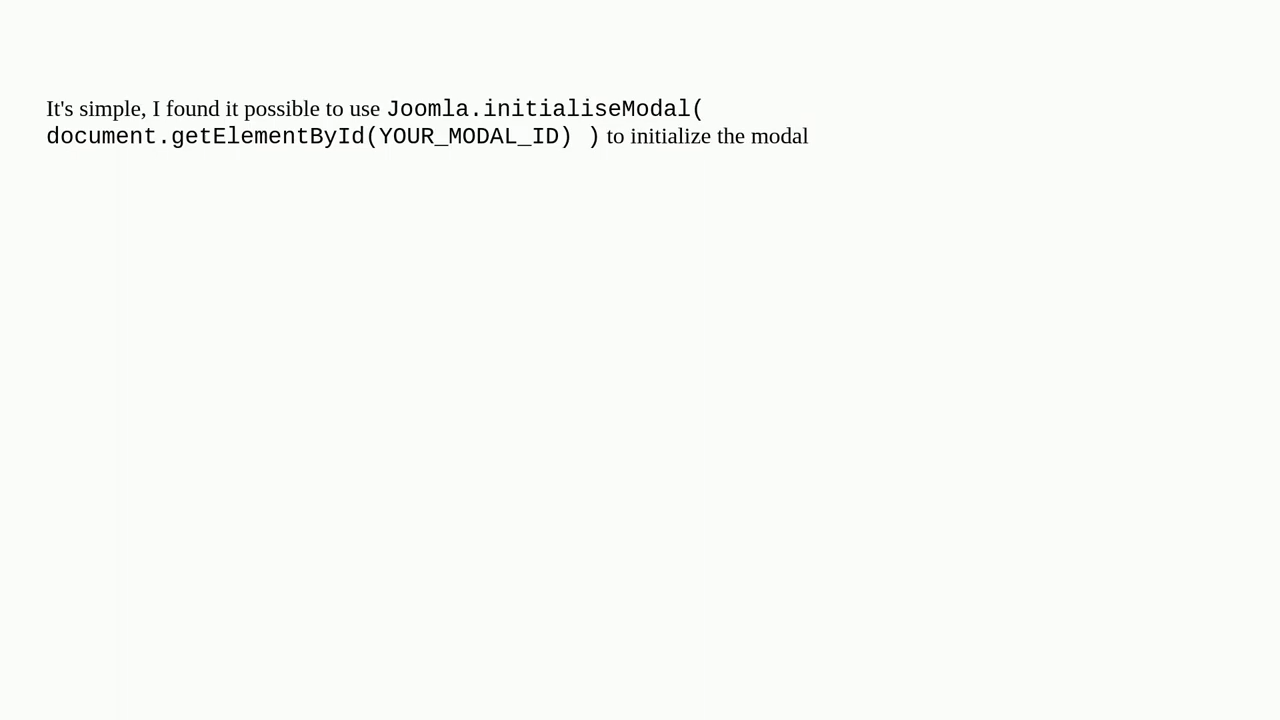 It's simple, I found it possible to use Joomla.initialiseModal(
document.getElementById(YOUR_MODAL_ID) ) to initialize the modal